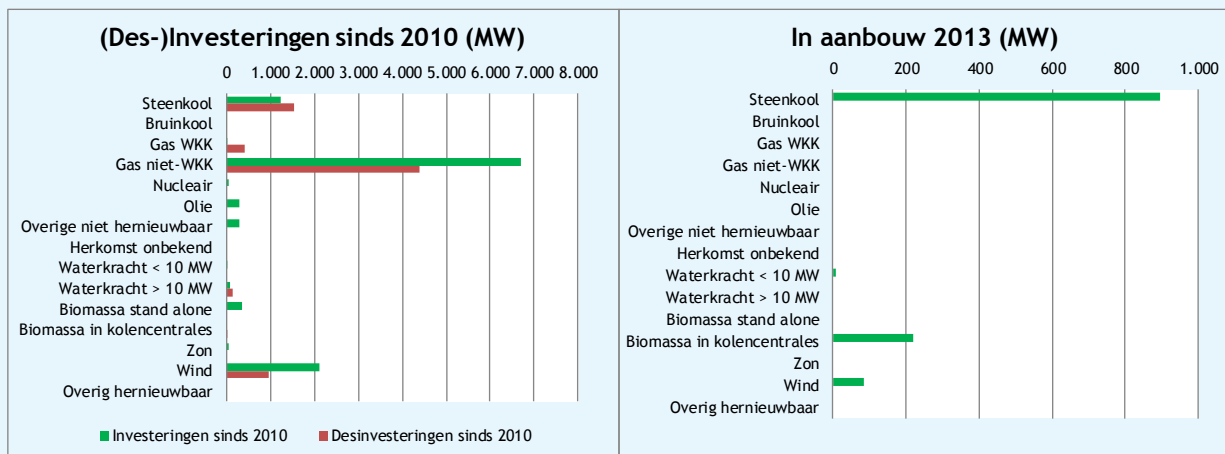 (Des-)Investeringen sinds 2010 (MW)
0 1.000 2.000 3.000 4.000 5.000 6.000 7.000 8.000
Steenkool
Bruinkool
Gas WKK
Gas niet-WKK
Nucleair
Olie
Overige niet hernieuwbaar
Herkomst onbekend
Waterkracht < 10 MW
Waterkracht > 10 MW
Biomassa stand alone
Biomassa in kolencentrales
Zon
Wind
Overig hernieuwbaar
Investeringen sinds 2010 Desinvesteringen sinds 2010
In aanbouw 2013 (MW)
0 200 400 600 800 1.000
Steenkool
Bruinkool
Gas WKK
Gas niet-WKK
Nucleair
Olie
Overige niet hernieuwbaar
Herkomst onbekend
Waterkracht < 10 MW
Waterkracht > 10 MW
Biomassa stand alone
Biomassa in kolencentrales
Zon
Wind
Overig hernieuwbaar